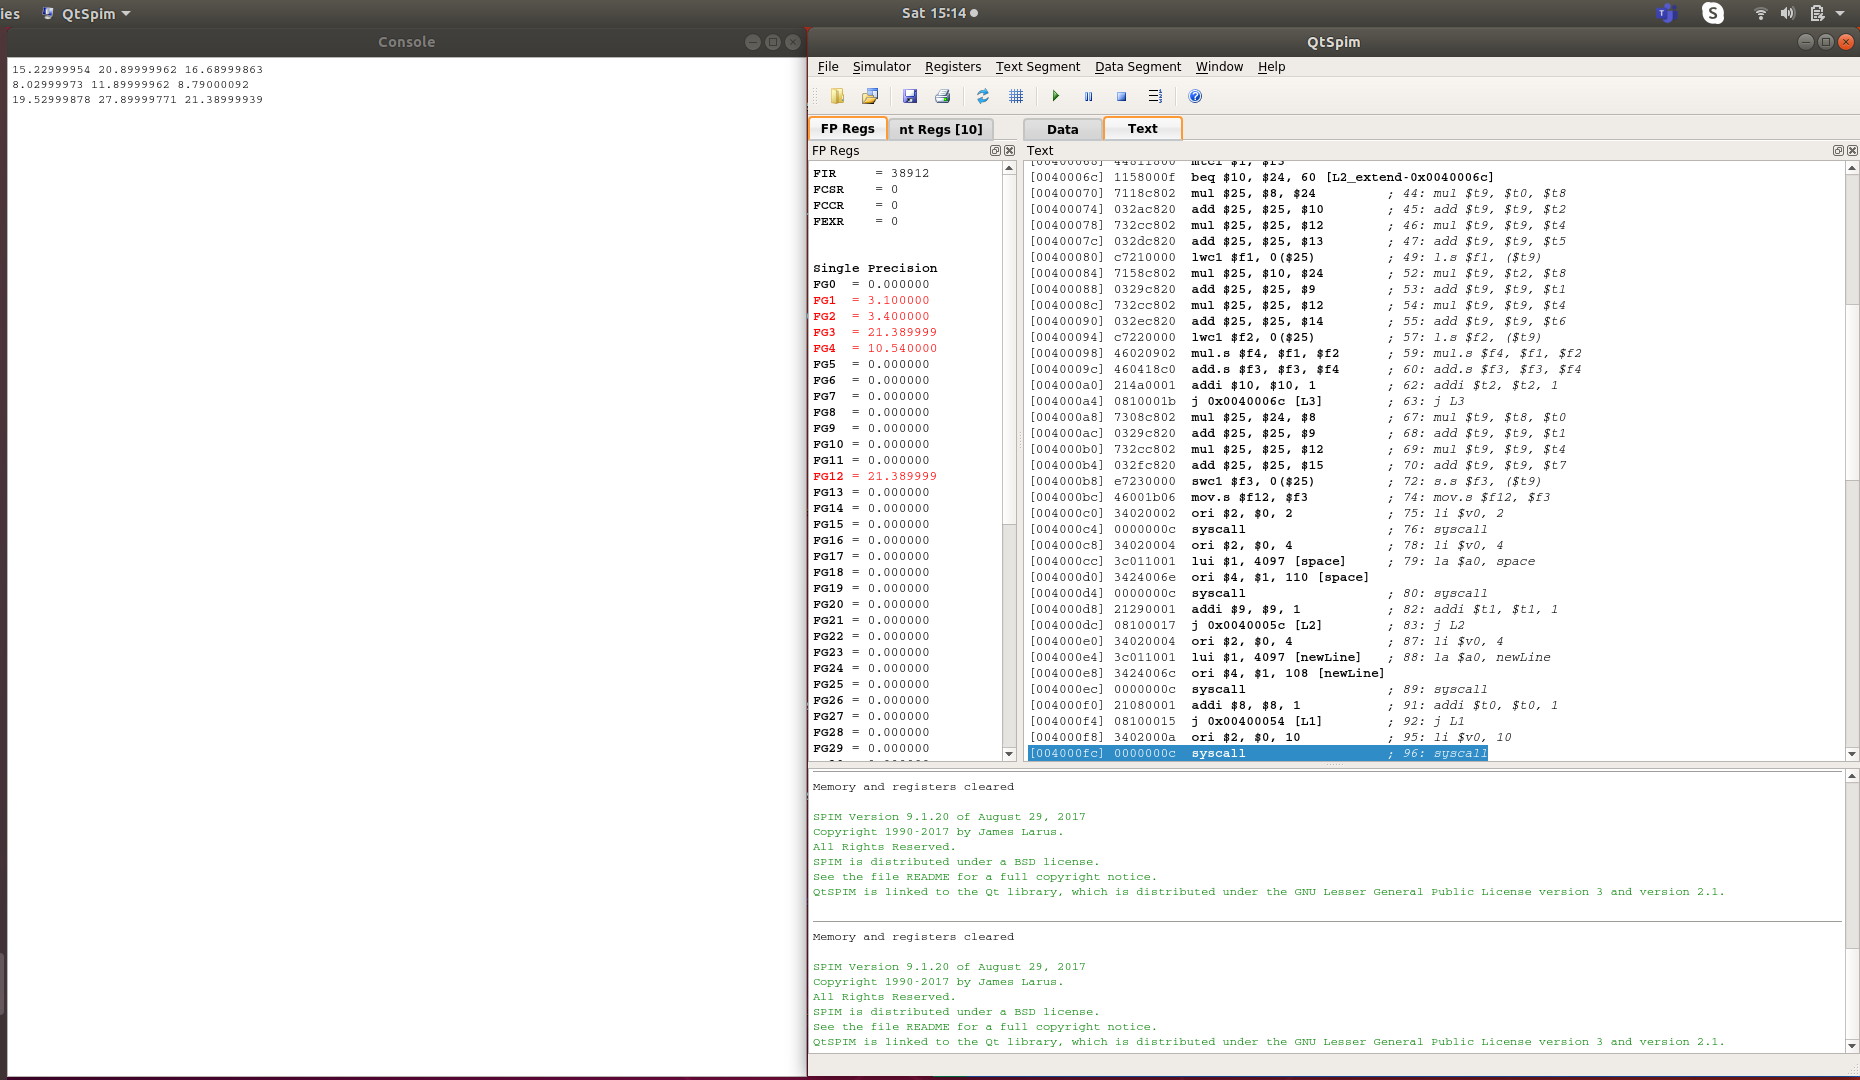 ies QtSpim Sat 15:14
Console
15.22999954 20.89999962 16.68999863
8.02999973 11.89999962 8.79000092
19.52999878 27.89999771 21.38999939
QtSpim
File Simulator Registers Text Segment Data Segment Window Help
FP Regs nt Regs [10] Data Text
FP Regs
FIR = 38912
FCSR = 0
FCCR = 0
FEXR = 0
Single Precision
FG0 = 0.000000
FG1 = 3.100000
FG2 = 3.400000
FG3 = 21.389999
FG4 = 10.540000
FG5 = 0.000000
FG6 = 0.000000
FG7 = 0.000000
FG8 = 0.000000
FG9 = 0.000000
FG10 = 0.000000
FG11 = 0.000000
FG12 = 21.389999
FG13 = 0.000000
FG14 = 0.000000
FG15 = 0.000000
FG16 = 0.000000
FG17 = 0.000000
FG18 = 0.000000
FG19 = 0.000000
FG20 = 0.000000
FG21 = 0.000000
FG22 = 0.000000
FG23 = 0.000000
FG24 = 0.000000
FG25 = 0.000000
FG26 = 0.000000
FG27 = 0.000000
FG28 = 0.000000
FG29 = 0.000000
Text
[00400068] 44811800 mtc1 $1, $f3
[0040006c] 1158000f beq $10, $24, 60 [L2_extend-0x0040006c]
[00400070] 7118c802 mul $25, $8, $24 ; 44: mul $t9, $t0, $t8
[00400074] 032ac820 add $25, $25, $10 ; 45: add $t9, $t9, $t2
[00400078] 732cc802 mul $25, $25, $12 ; 46: mul $t9, $t9, $t4
[0040007c] 032dc820 add $25, $25, $13 ; 47: add $t9, $t9, $t5
[00400080] c7210000 lwc1 $f1, 0($25) ; 49: l.s $f1, ($t9)
[00400084] 7158c802 mul $25, $10, $24 ; 52: mul $t9, $t2, $t8
[00400088] 0329c820 add $25, $25, $9 ; 53: add $t9, $t9, $t1
[0040008c] 732cc802 mul $25, $25, $12 ; 54: mul $t9, $t9, $t4
[00400090] 032ec820 add $25, $25, $14 ; 55: add $t9, $t9, $t6
[00400094] c7220000 lwc1 $f2, 0($25) ; 57: l.s $f2, ($t9)
[00400098] 46020902 mul.s $f4, $f1, $f2 ; 59: mul.s $f4, $f1, $f2
[0040009c] 460418c0 add.s $f3, $f3, $f4 ; 60: add.s $f3, $f3, $f4
[004000a0] 214a0001 addi $10, $10, 1 ; 62: addi $t2, $t2, 1
[004000a4] 0810001b j 0x0040006c [L3] ; 63: j L3
[004000a8] 7308c802 mul $25, $24, $8 ; 67: mul $t9, $t8, $t0
[004000ac] 0329c820 add $25, $25, $9 ; 68: add $t9, $t9, $t1
[004000b0] 732cc802 mul $25, $25, $12 ; 69: mul $t9, $t9, $t4
[004000b4] 032fc820 add $25, $25, $15 ; 70: add $t9, $t9, $t7
[004000b8] e7230000 swc1 $f3, 0($25) ; 72: s.s $f3, ($t9)
[004000bc] 46001b06 mov.s $f12, $f3 ; 74: mov.s $f12, $f3
[004000c0] 34020002 ori $2, $0, 2 ; 75: li $v0, 2
[004000c4] 0000000c syscall ; 76: syscall
[004000c8] 34020004 ori $2, $0, 4 ; 78: li $v0, 4
[004000cc] 3c011001 lui $1, 4097 [space] ; 79: la $a0, space
[004000d0] 3424006e ori $4, $1, 110 [space]
[004000d4] 0000000c syscall ; 80: syscall
[004000d8] 21290001 addi $9, $9, 1 ; 82: addi $t1, $t1, 1
[004000dc] 08100017 j 0x0040005c [L2] ; 83: j L2
[004000e0] 34020004 ori $2, $0, 4 ; 87: li $v0, 4
[004000e4] 3c011001 lui $1, 4097 [newLine] ; 88: la $a0, newLine
[004000e8] 3424006c ori $4, $1, 108 [newLine]
[004000ec] 0000000c syscall ; 89: syscall
[004000f0] 21080001 addi $8, $8, 1 ; 91: addi $t0, $t0, 1
[004000f4] 08100015 j 0x00400054 [L1] ; 92: j L1
[004000f8] 3402000a ori $2, $0, 10 ; 95: li $v0, 10
[004000fc] 0000000c syscall ; 96: syscall
Memory and registers cleared
SPIM Version 9.1.20 of August 29, 2017
Copyright 1990-2017 by James Larus.
All Rights Reserved.
SPIM is distributed under a BSD license.
See the file README for a full copyright notice.
QtSPIM is linked to the Qt library, which is distributed under the GNU Lesser General Public License version 3 and version 2.1.
Memory and registers cleared
SPIM Version 9.1.20 of August 29, 2017
Copyright 1990-2017 by James Larus.
All Rights Reserved.
SPIM is distributed under a BSD license.
See the file README for a full copyright notice.
QtSPIM is linked to the Qt library, which is distributed under the GNU Lesser General Public License version 3 and version 2.1.